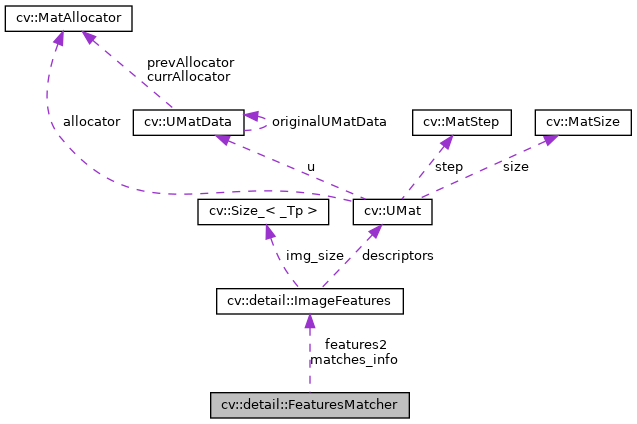 cv::MatAllocator
prevAllocator
currAllocator
allocator
cv::UMatData
originalUMatData
cv::MatStep
cv::MatSize
u
step
size
cv::Size_< _Tp >
cv::UMat
img_size
descriptors
cv::detail::ImageFeatures
features2
matches_info
cv::detail::FeaturesMatcher